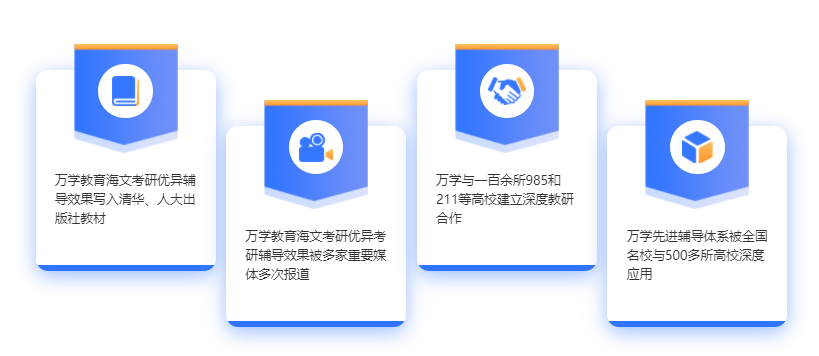 万学教育海文考研优异辅
导效果写入清华、人大出
版社教材
万学教育海文考研优异考
研辅导效果被多家重要媒
体多次报道
万学与一百余所985和
211等高校建立深度教研
合作
万学先进辅导体系被全国
名校与500多所高校深度
应用